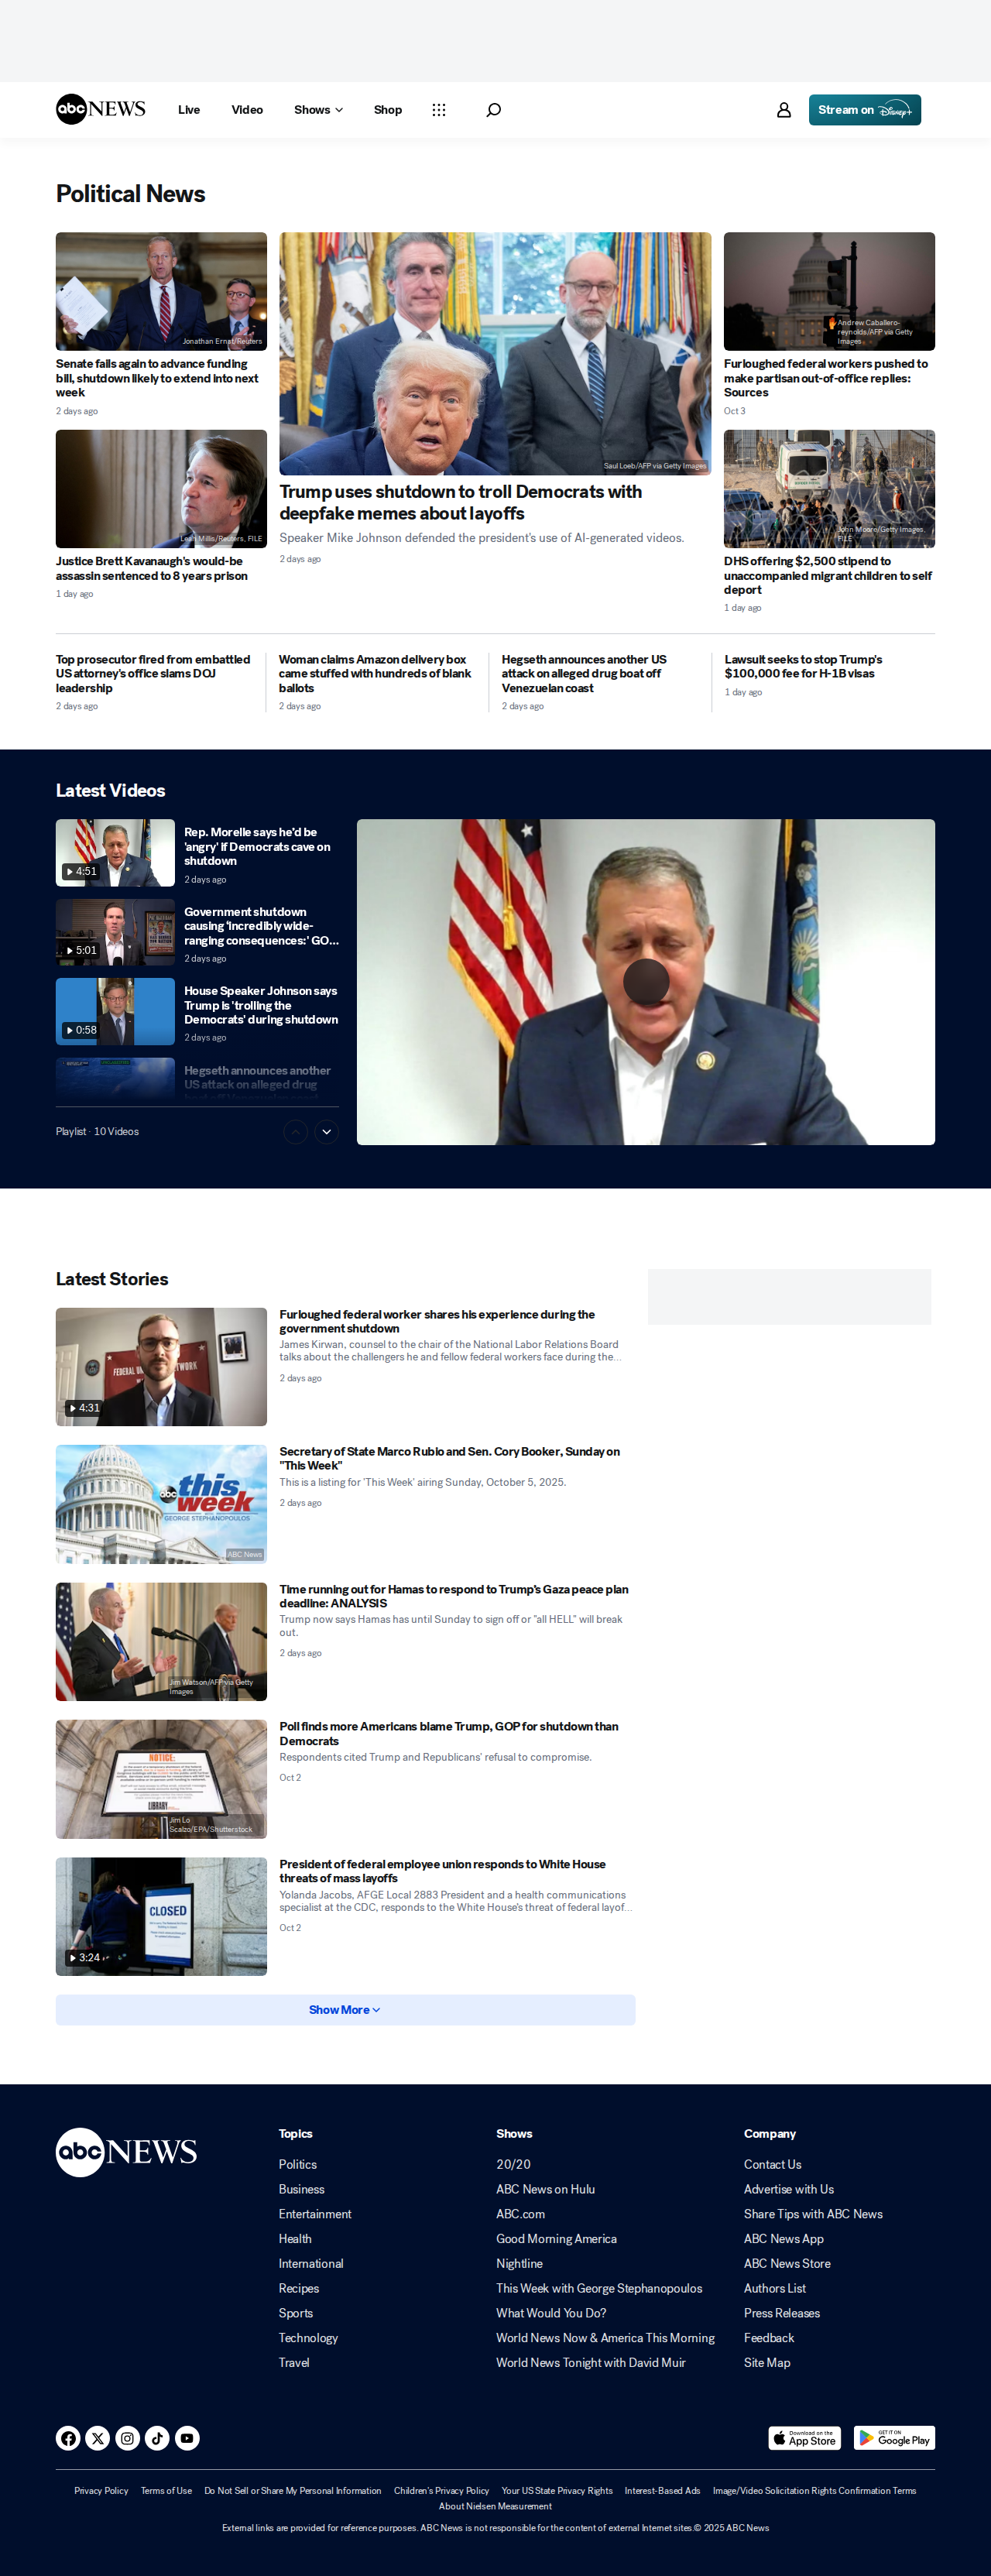 abc NEWS
Live
Video
Shows
Shop
Stream on Disney+
Political News
Jonathan Ernst/Reuters
Senate fails again to advance funding
bill, shutdown likely to extend into next
week
2 days ago
Leah Millis/Reuters, FILE
Justice Brett Kavanaugh's would-be
assassin sentenced to 8 years prison
1 day ago
Saul Loeb/AFP via Getty Images
Trump uses shutdown to troll Democrats with
deepfake memes about layoffs
Speaker Mike Johnson defended the president's use of AI-generated videos.
2 days ago
Andrew Caballero-
reynolds/AFP via Getty
Images
Furloughed federal workers pushed to
make partisan out-of-office replies:
Sources
Oct 3
John Moore/Getty Images,
FILE
DHS offering $2,500 stipend to
unaccompanied migrant children to self
deport
1 day ago
Top prosecutor fired from embattled
US attorney's office slams DOJ
leadership
2 days ago
Woman claims Amazon delivery box
came stuffed with hundreds of blank
ballots
2 days ago
Hegseth announces another US
attack on alleged drug boat off
Venezuelan coast
2 days ago
Lawsuit seeks to stop Trump's
$100,000 fee for H-1B visas
1 day ago
Latest Videos
4:51
Rep. Morelle says he'd be
'angry' if Democrats cave on
shutdown
2 days ago
5:01
Government shutdown
causing 'incredibly wide-
ranging consequences:' GO...
2 days ago
0:58
House Speaker Johnson says
Trump is 'trolling the
Democrats' during shutdown
2 days ago
Hegseth announces another
US attack on alleged drug
Playlist · 10 Videos
Latest Stories
4:31
Furloughed federal worker shares his experience during the
government shutdown
James Kirwan, counsel to the chair of the National Labor Relations Board
talks about the challengers he and fellow federal workers face during the...
2 days ago
abc this
week
GEORGE STEPHANOPOULOS
ABC News
Secretary of State Marco Rubio and Sen. Cory Booker, Sunday on
"This Week"
This is a listing for 'This Week' airing Sunday, October 5, 2025.
2 days ago
Jim Watson/AFP via Getty
Images
Time running out for Hamas to respond to Trump's Gaza peace plan
deadline: ANALYSIS
Trump now says Hamas has until Sunday to sign off or "all HELL" will break
out.
2 days ago
NOTICE:
LIBRARY
Jim Lo
Scalzo/EPA/Shutterstock
Poll finds more Americans blame Trump, GOP for shutdown than
Democrats
Respondents cited Trump and Republicans' refusal to compromise.
Oct 2
CLOSED
3:24
President of federal employee union responds to White House
threats of mass layoffs
Yolanda Jacobs, AFGE Local 2883 President and a health communications
specialist at the CDC, responds to the White House's threat of federal layof...
Oct 2
Show More
abc NEWS
Topics
Politics
Business
Entertainment
Health
International
Recipes
Sports
Technology
Travel
Shows
20/20
ABC News on Hulu
ABC.com
Good Morning America
Nightline
This Week with George Stephanopoulos
What Would You Do?
World News Now & America This Morning
World News Tonight with David Muir
Company
Contact Us
Advertise with Us
Share Tips with ABC News
ABC News App
ABC News Store
Authors List
Press Releases
Feedback
Site Map
Download on the
App Store
GET IT ON
Google Play
Privacy Policy Terms of Use Do Not Sell or Share My Personal Information Children's Privacy Policy Your US State Privacy Rights Interest-Based Ads Image/Video Solicitation Rights Confirmation Terms
About Nielsen Measurement
External links are provided for reference purposes. ABC News is not responsible for the content of external Internet sites.© 2025 ABC News